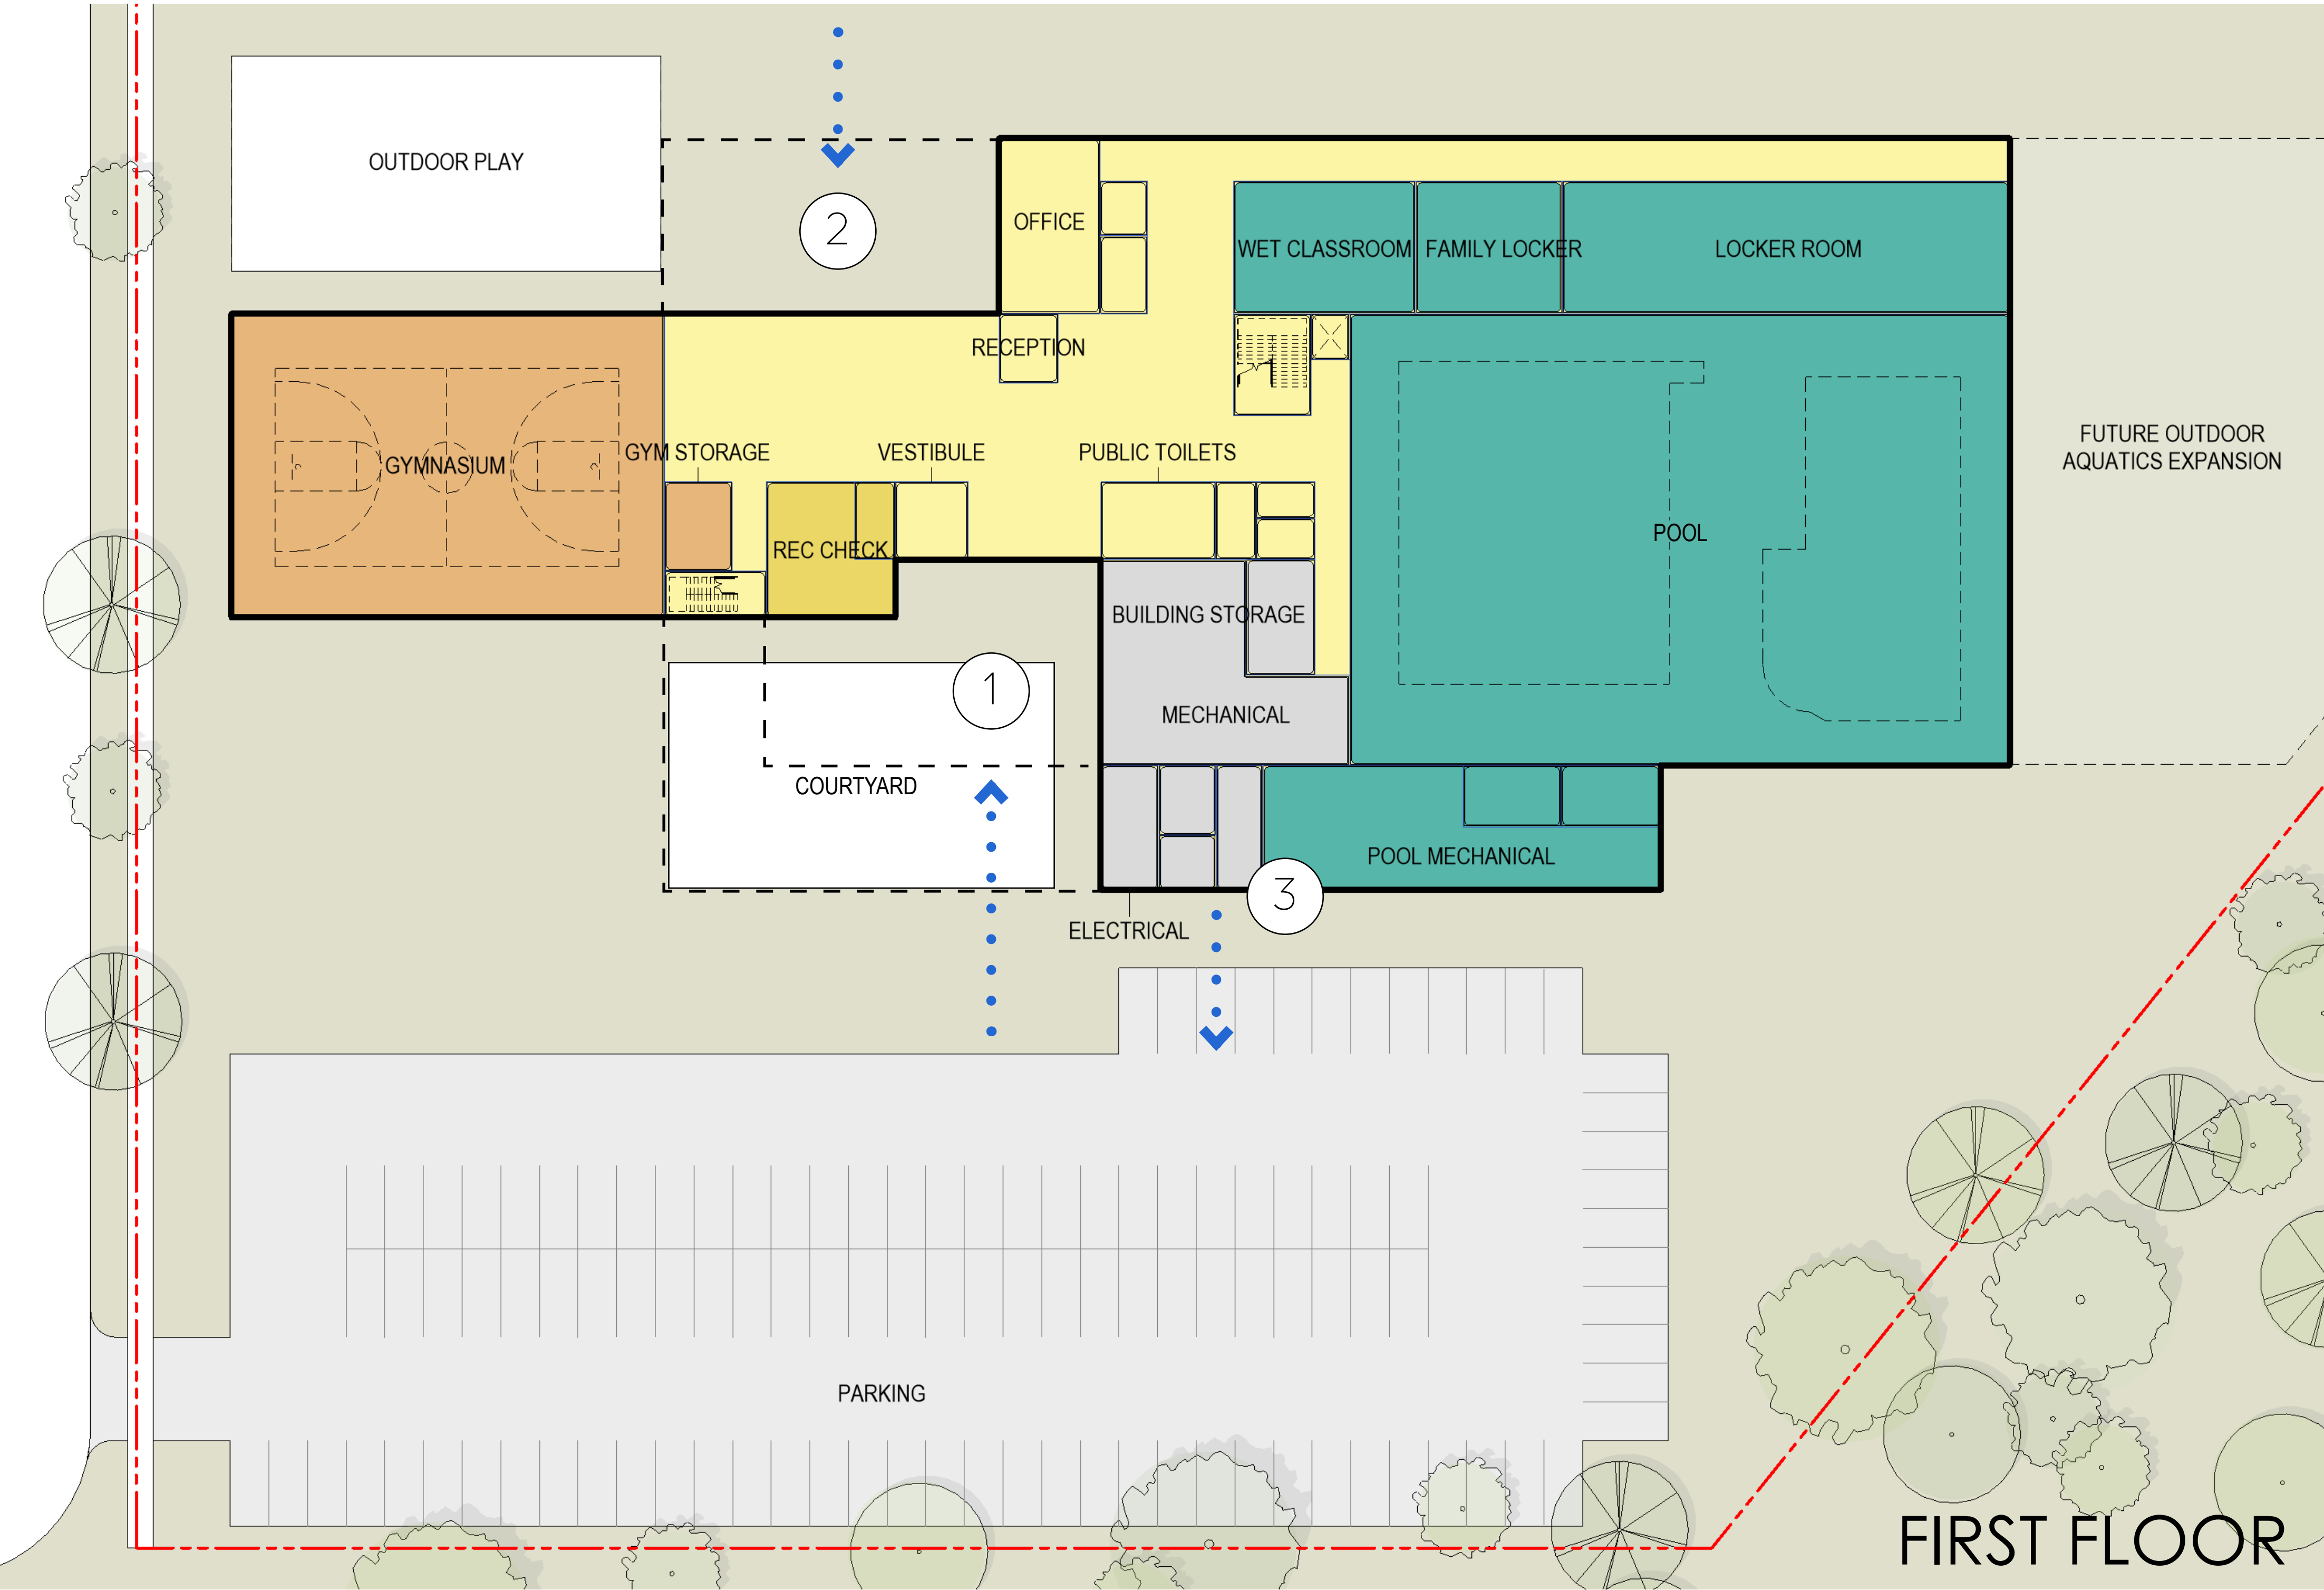 OUTDOOR PLAY
2
OFFICE
WET CLASSROOM
FAMILY LOCKER
LOCKER ROOM
RECEPTION
GYM STORAGE
VESTIBULE
PUBLIC TOILETS
GYMNASIUM
FUTURE OUTDOOR
AQUATICS EXPANSION
REC CHECK
POOL
BUILDING STORAGE
1
MECHANICAL
COURTYARD
POOL MECHANICAL
3
ELECTRICAL
PARKING
FIRST FLOOR